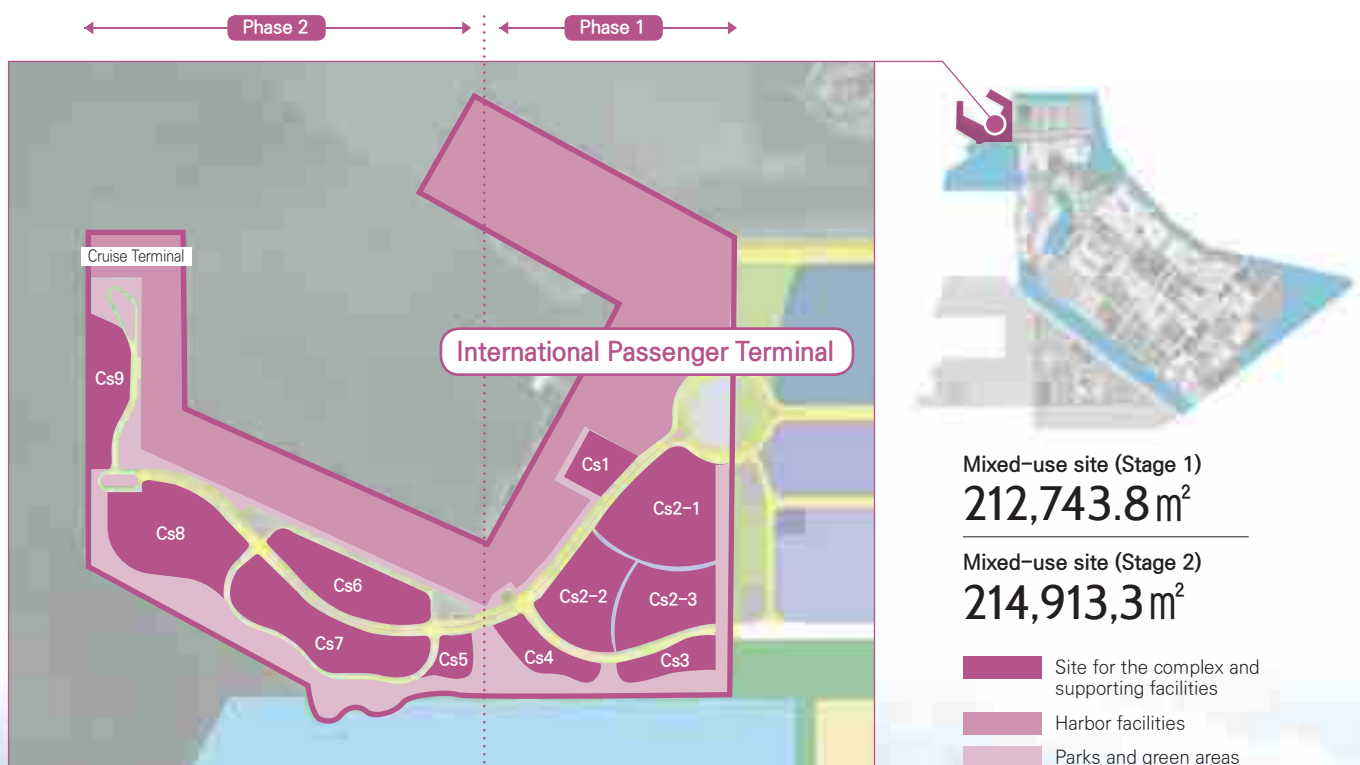 Phase 2
Phase 1
Cruise Terminal
International Passenger Terminal
Cs9
Cs1
Cs2-1
Cs8
Cs6
Cs2-2
Cs2-3
Cs7
Cs5
Cs4
Cs3
Mixed-use site (Stage 1)
212,743.8㎡
Mixed-use site (Stage 2)
214,913,3㎡
Site for the complex and
supporting facilities
Harbor facilities
Parks and green areas